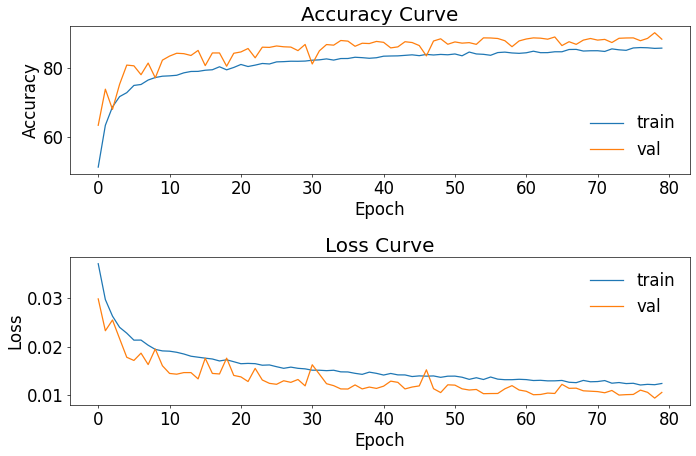 Accuracy Curve
80
60
Accuracy
train
val
0 10 20 30 40 50 60 70 80
Epoch
Loss Curve
0.03
0.02
0.01
Loss
train
val
0 10 20 30 40 50 60 70 80
Epoch